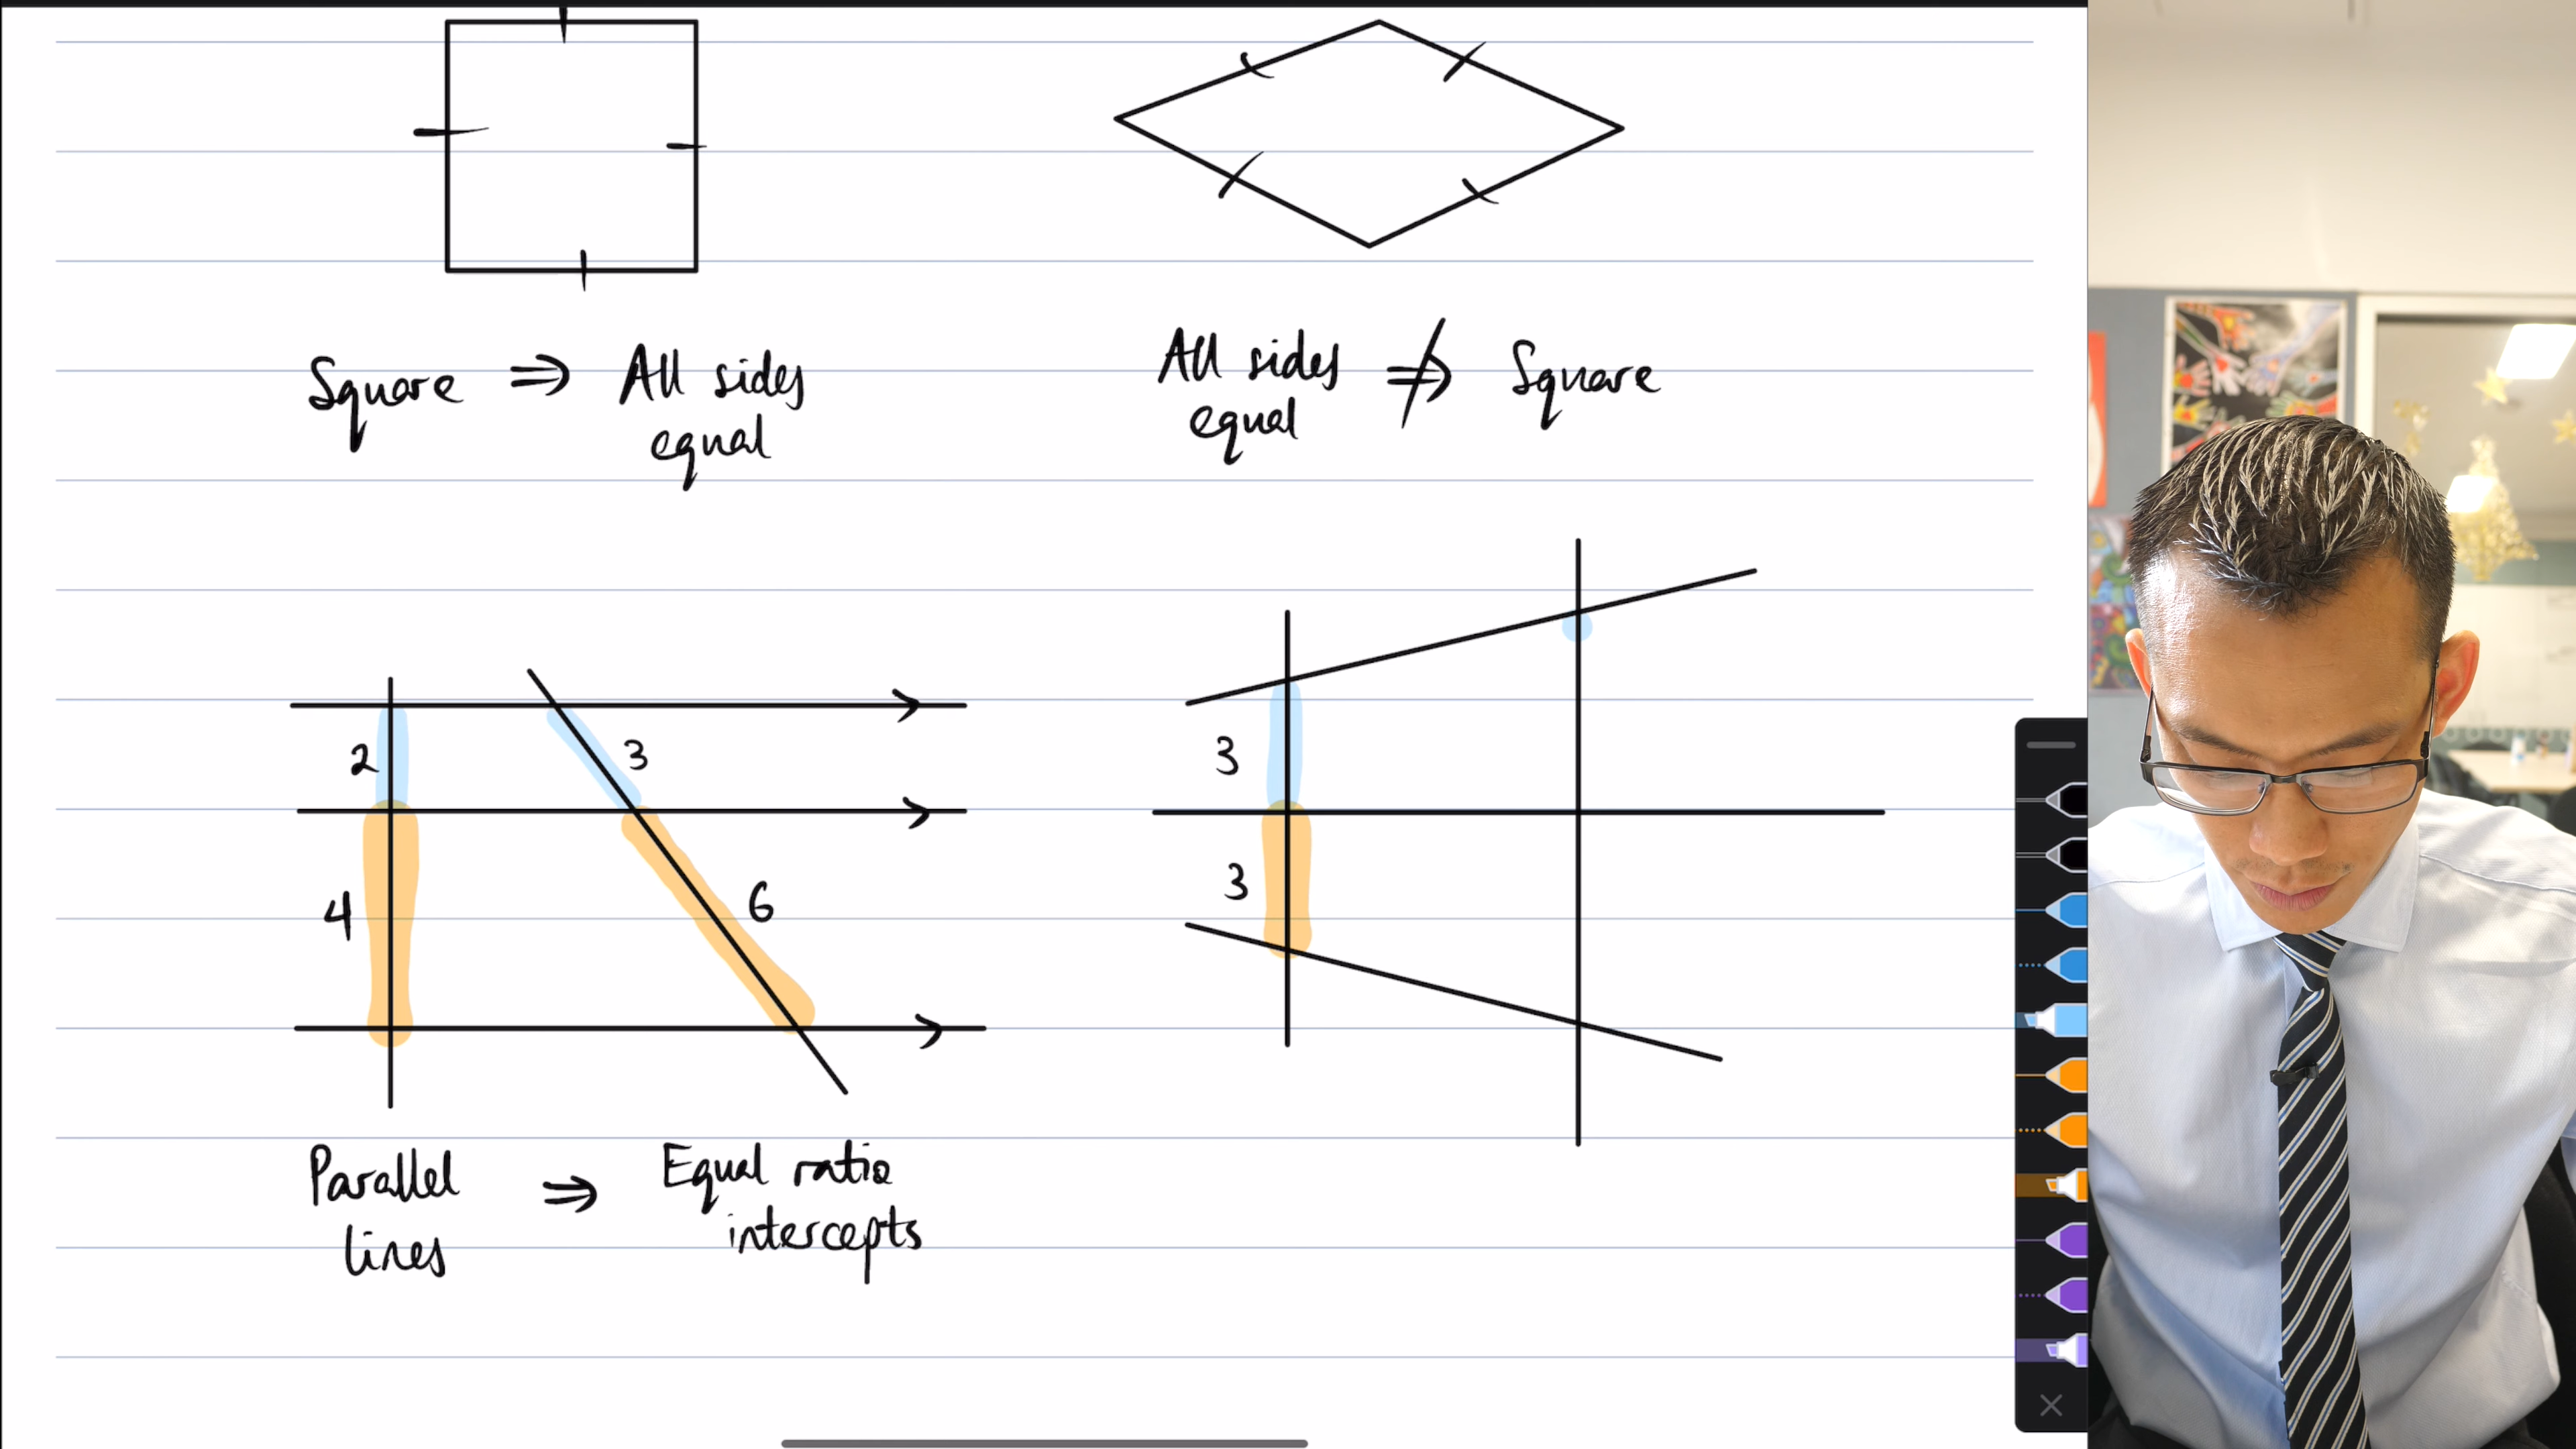 Square ⇒ All sides
equal
All sides ⇏ Square
equal
2
3
4
6
Parallel ⇒ Equal ratio
lines intercepts
3
3